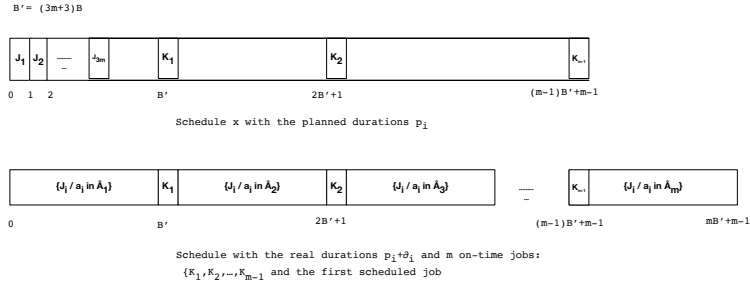 B'= (3m+3)B
J1 J2 ........ ... J3m K1 K2 Km-1
0 1 2 B' 2B'+1 (m-1)B'+m-1
Schedule x with the planned durations pi
{Ji / ai in Â1} K1 {Ji / ai in Â2} K2 {Ji / ai in Â3} ........ ... Km-1 {Ji / ai in Âm}
0 B' 2B'+1 (m-1)B'+m-1 mB'+m-1
Schedule with the real durations pi+∂i and m on-time jobs:
{K1,K2,…,Km-1 and the first scheduled job